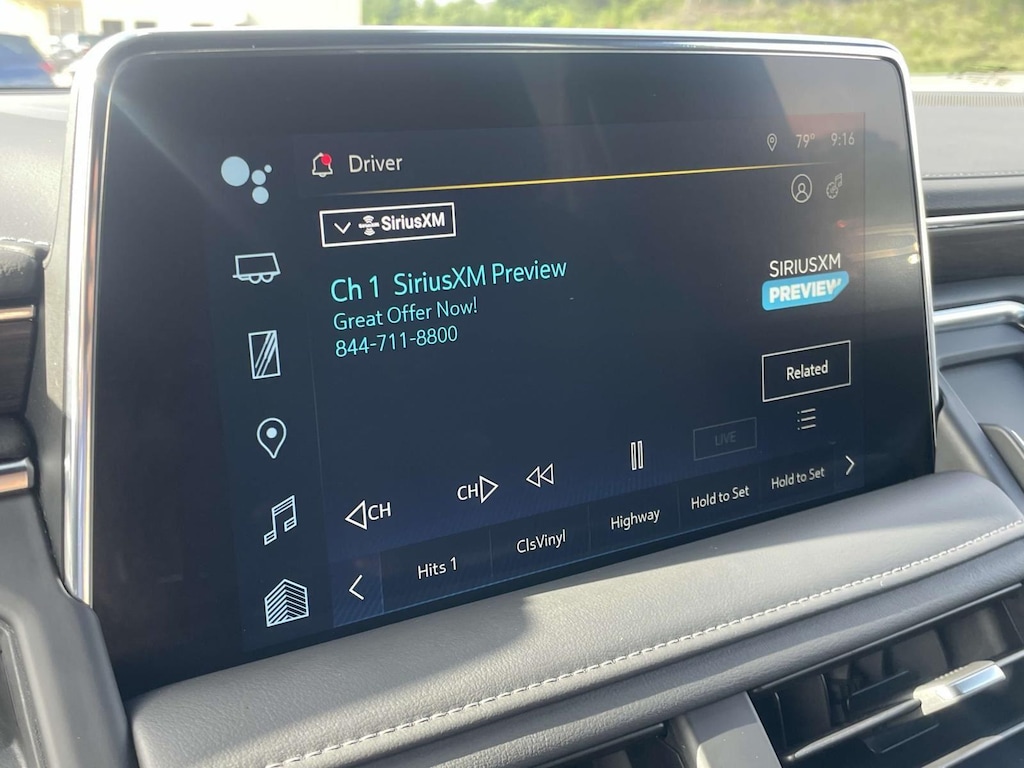 Driver
79° 9:16
SiriusXM
Ch 1 SiriusXM Preview
Great Offer Now!
844-711-8800
SIRIUSXM
PREVIEW
Related
LIVE
CH
CH
Hits 1
ClsVinyl
Highway
Hold to Set
Hold to Set